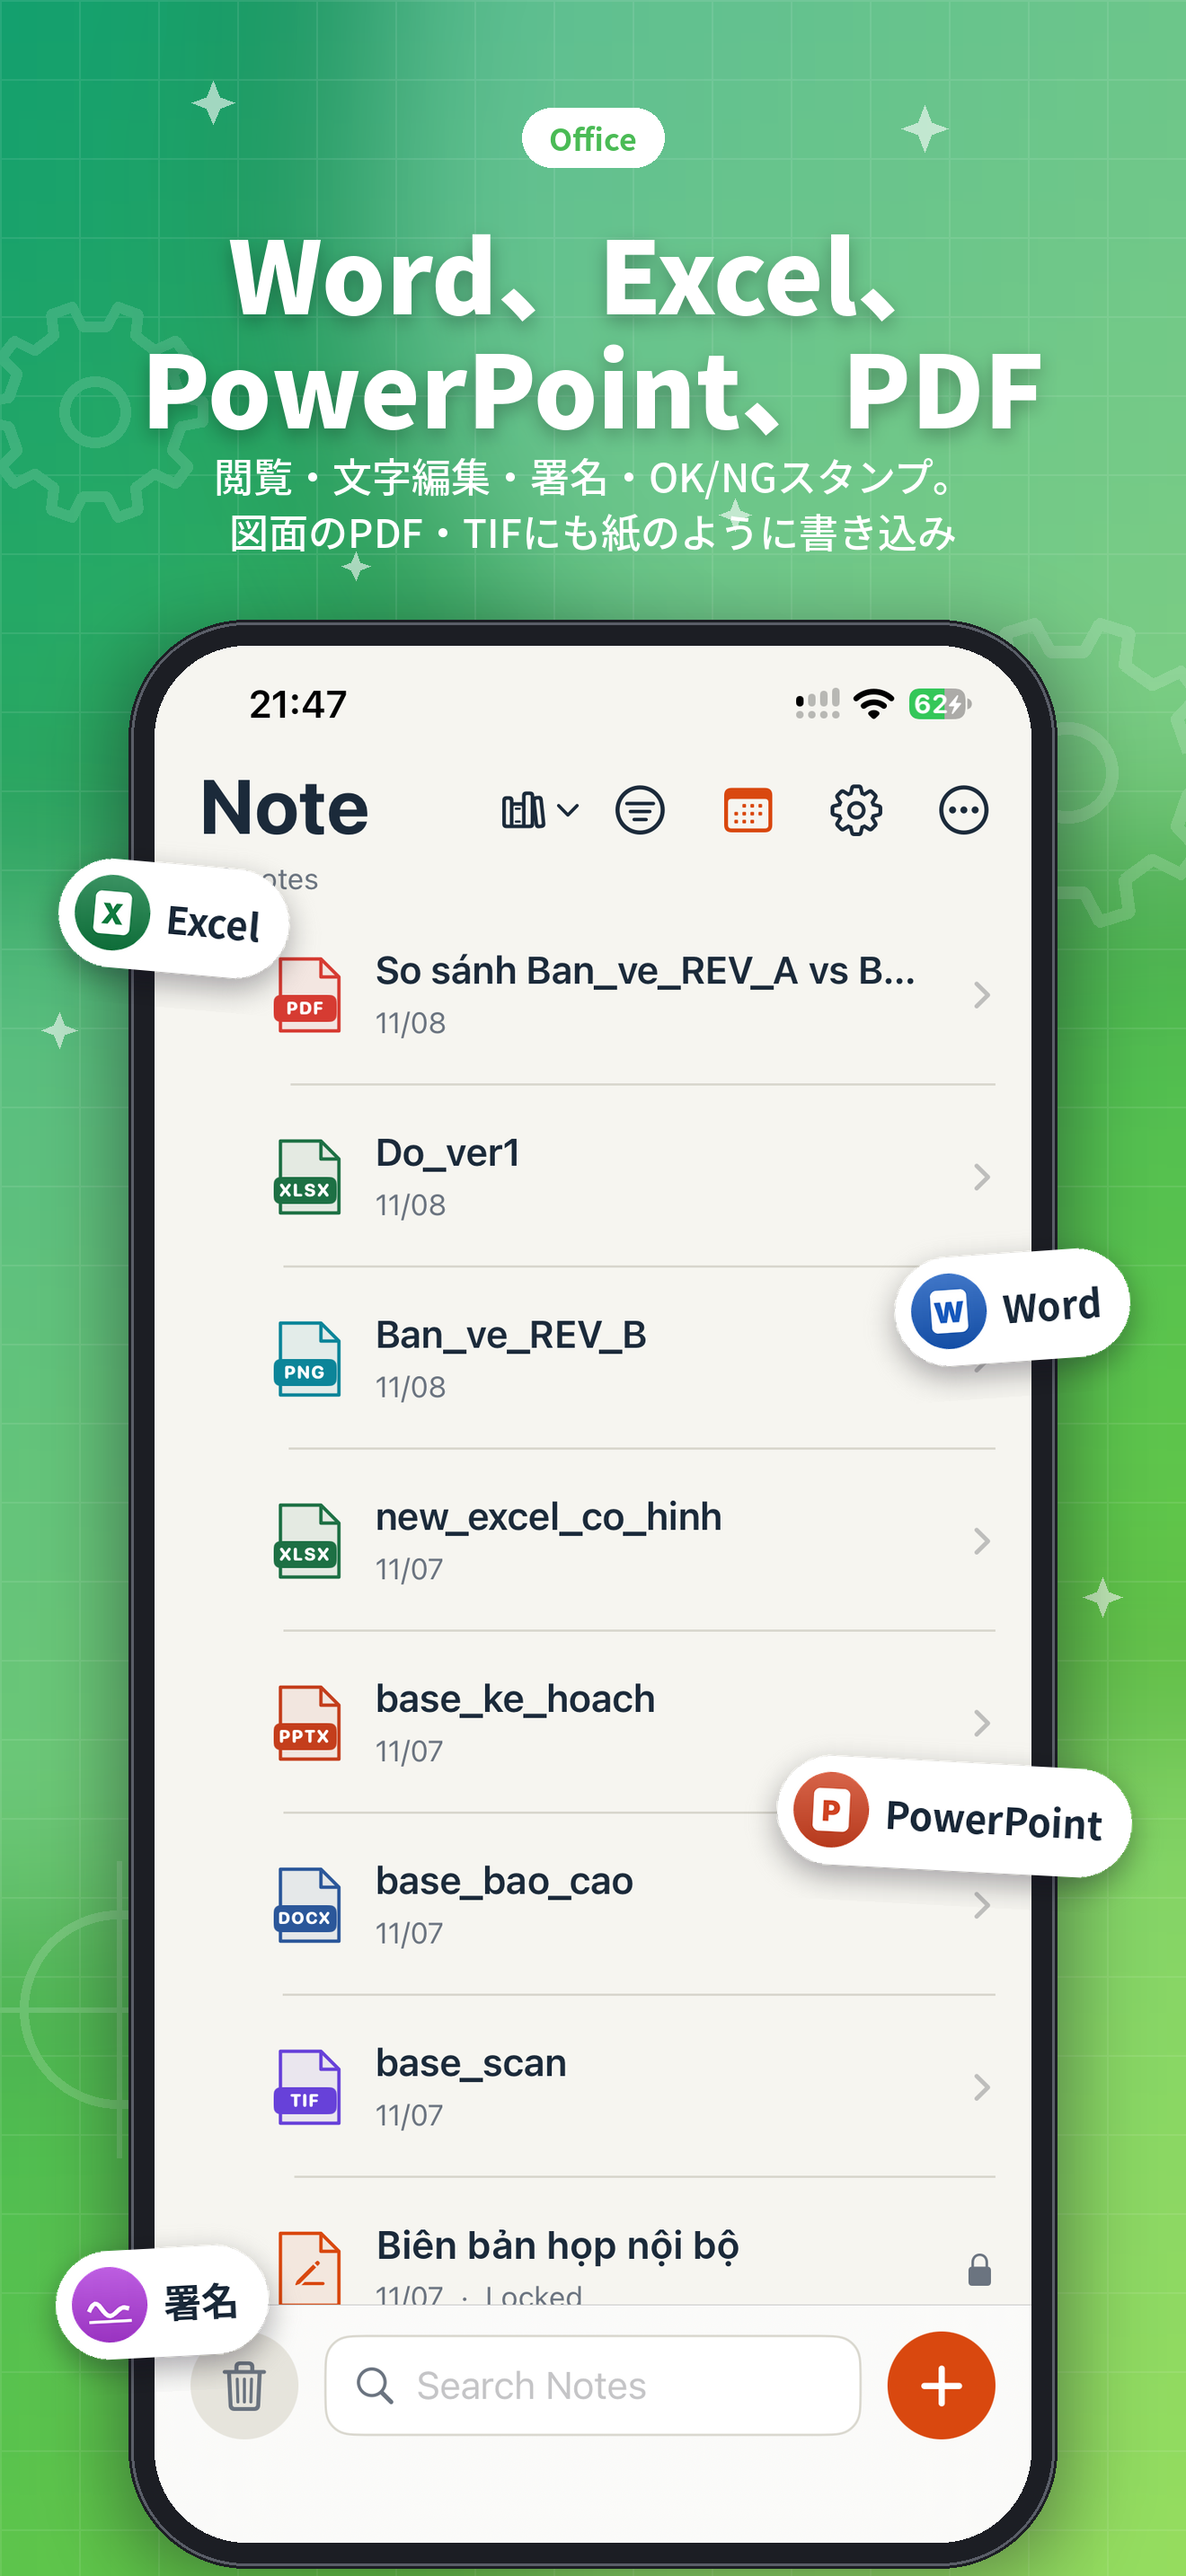 Office
Word、Excel、
PowerPoint、PDF
閲覧・文字編集・署名・OK/NGスタンプ。
図面のPDF・TIFにも紙のように書き込み
21:47
62
Note
Excel
PDF
So sánh Ban_ve_REV_A vs B...
11/08
XLSX
Do_ver1
11/08
Word
PNG
Ban_ve_REV_B
11/08
XLSX
new_excel_co_hinh
11/07
PPTX
base_ke_hoach
11/07
PowerPoint
DOCX
base_bao_cao
11/07
TIF
base_scan
11/07
Biên bản họp nội bộ
11/07 · Locked
署名
Search Notes